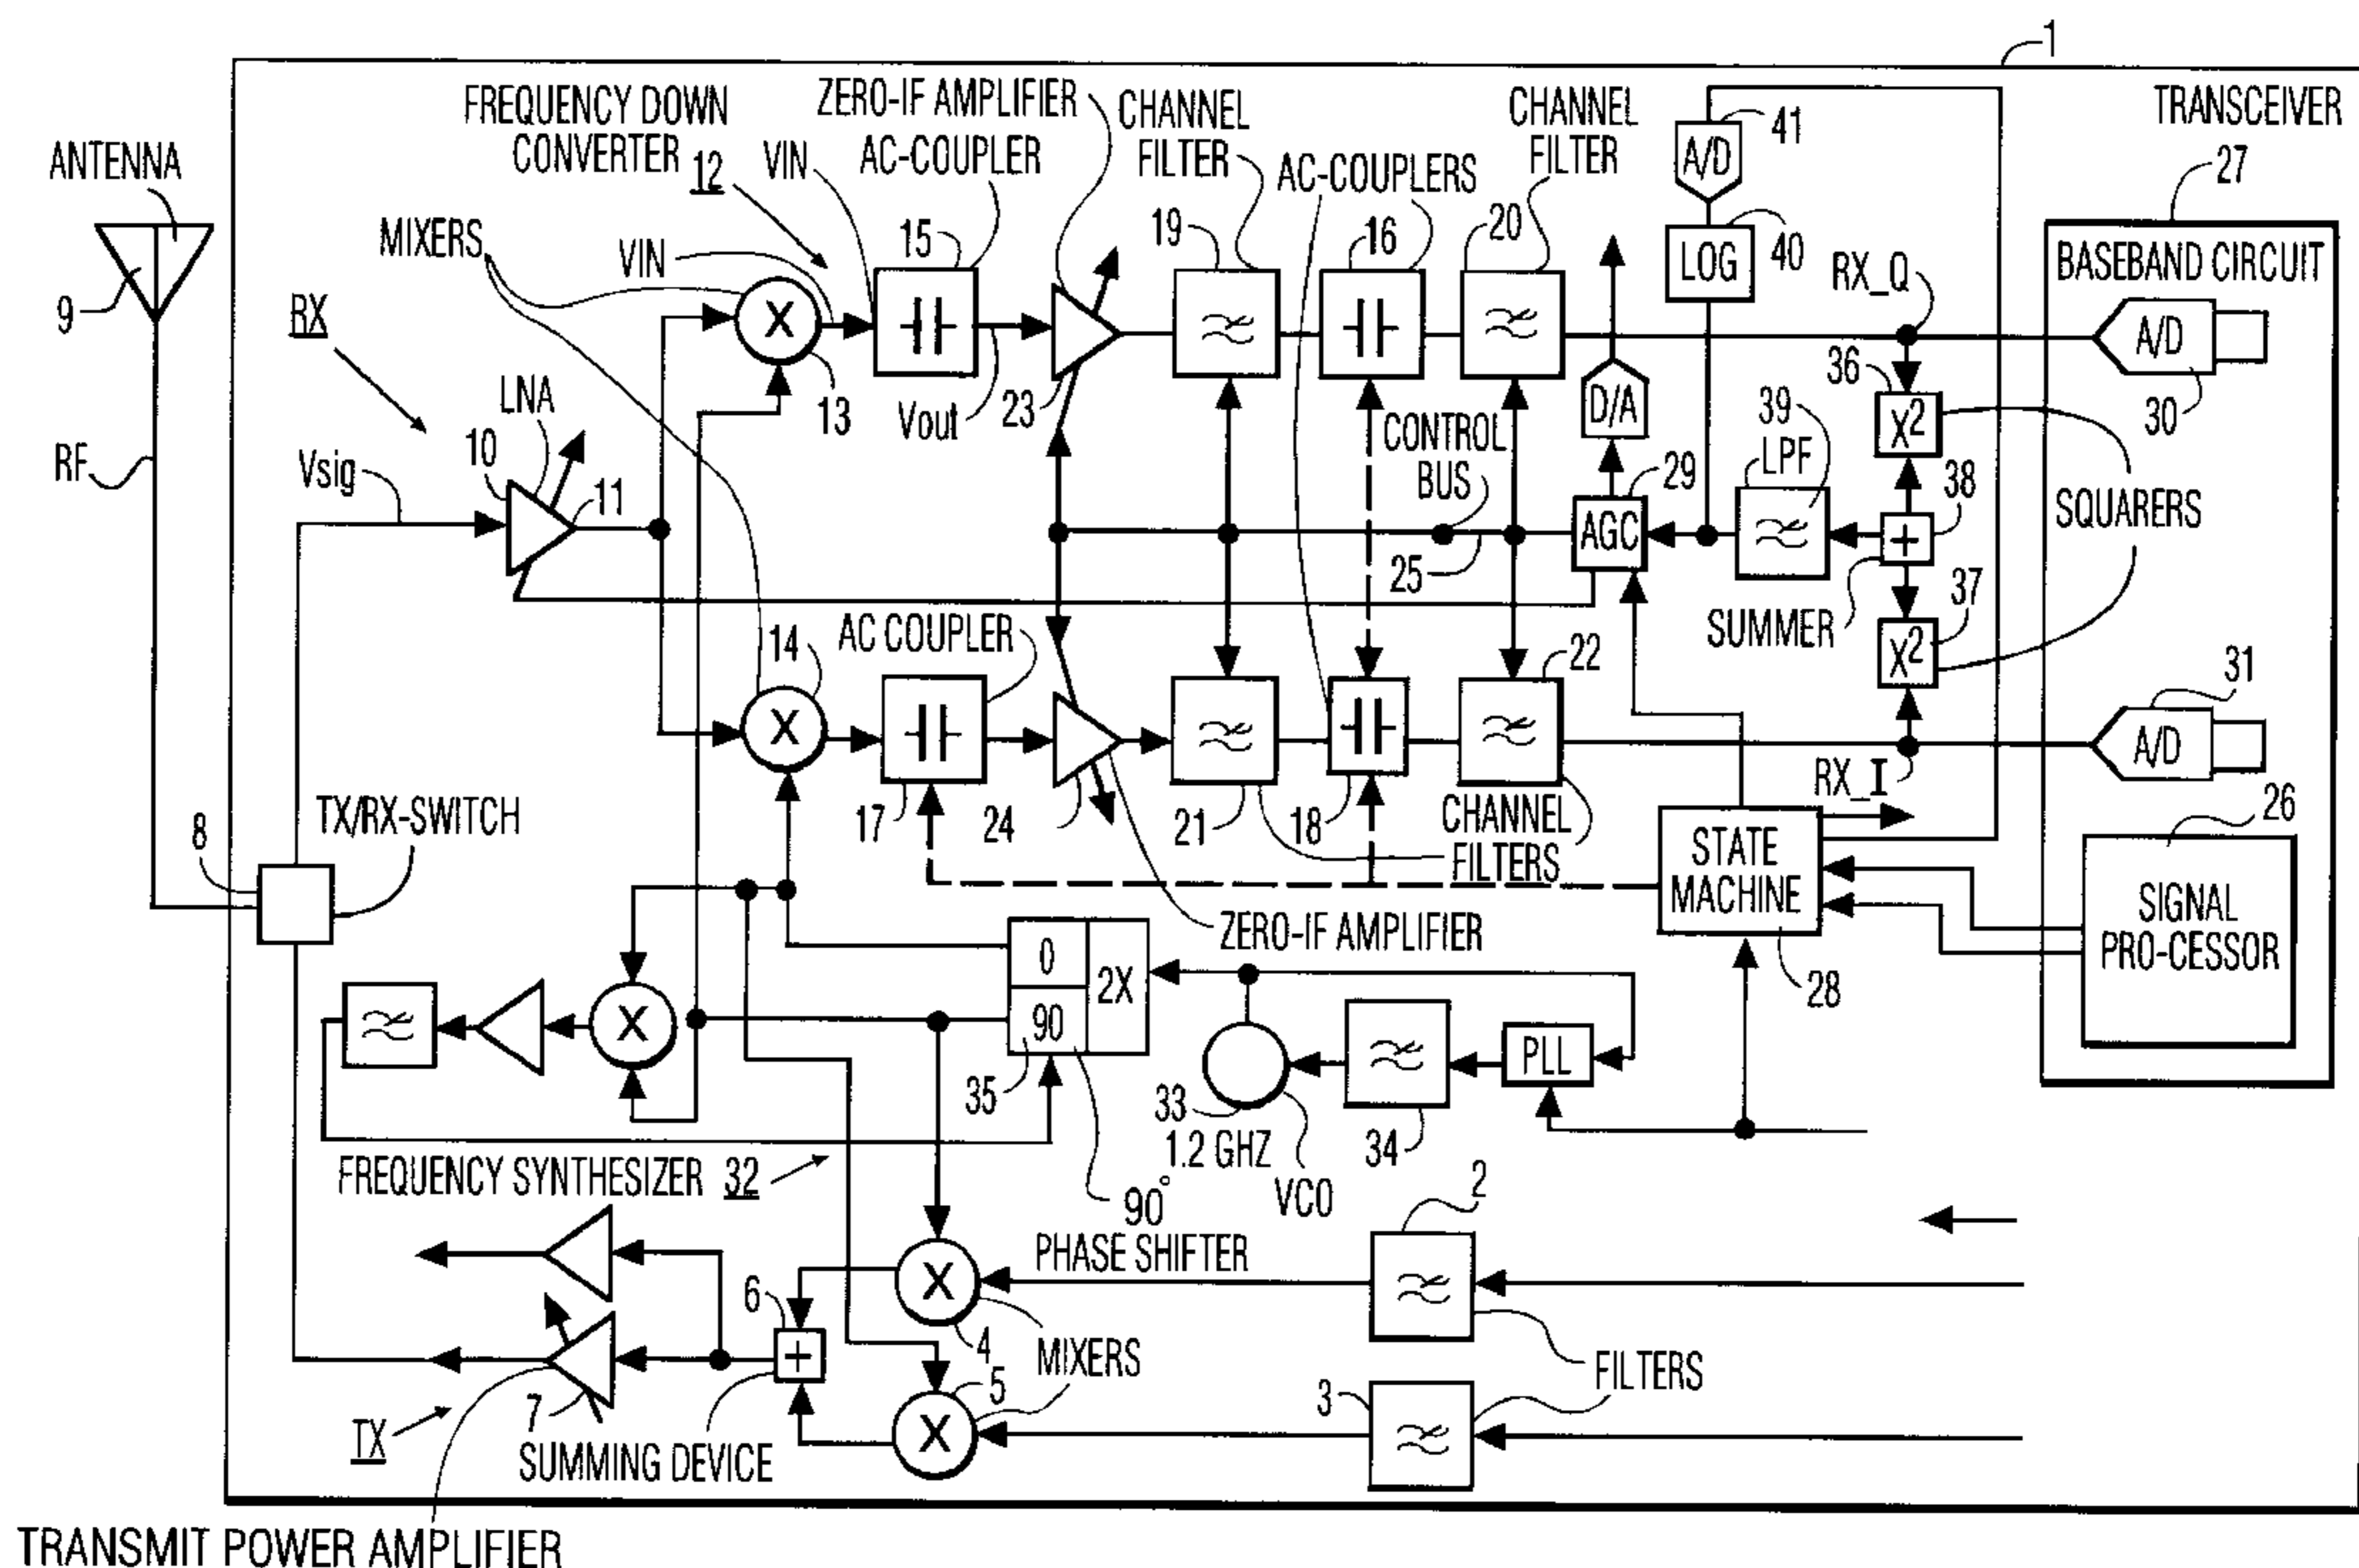 1
TRANSCEIVER
FREQUENCY DOWN
CONVERTER 12
ZERO-IF AMPLIFIER
AC-COUPLER
VIN
CHANNEL
FILTER
AC-COUPLERS
CHANNEL
FILTER
A/D
41
27
ANTENNA
9
MIXERS
VIN
15
19
16
20
LOG
40
RX_Q
BASEBAND CIRCUIT
A/D
30
RX
X
13
Vout
23
D/A
36
X2
39
LPF
RF
Vsig
LNA
10
11
CONTROL
BUS
25
29
AGC
38
+
SQUARERS
SUMMER
37
X2
14
X
AC COUPLER
22
31
A/D
17
24
21
18
CHANNEL
FILTERS
RX_I
8
TX/RX-SWITCH
STATE
MACHINE
28
26
SIGNAL
PRO-CESSOR
ZERO-IF AMPLIFIER
0
90
2X
X
35
PLL
33
1.2 GHZ
VCO
34
FREQUENCY SYNTHESIZER 32
90°
PHASE SHIFTER
2
X
4
6
+
MIXERS
5
X
3
FILTERS
7
TX
SUMMING DEVICE
TRANSMIT POWER AMPLIFIER